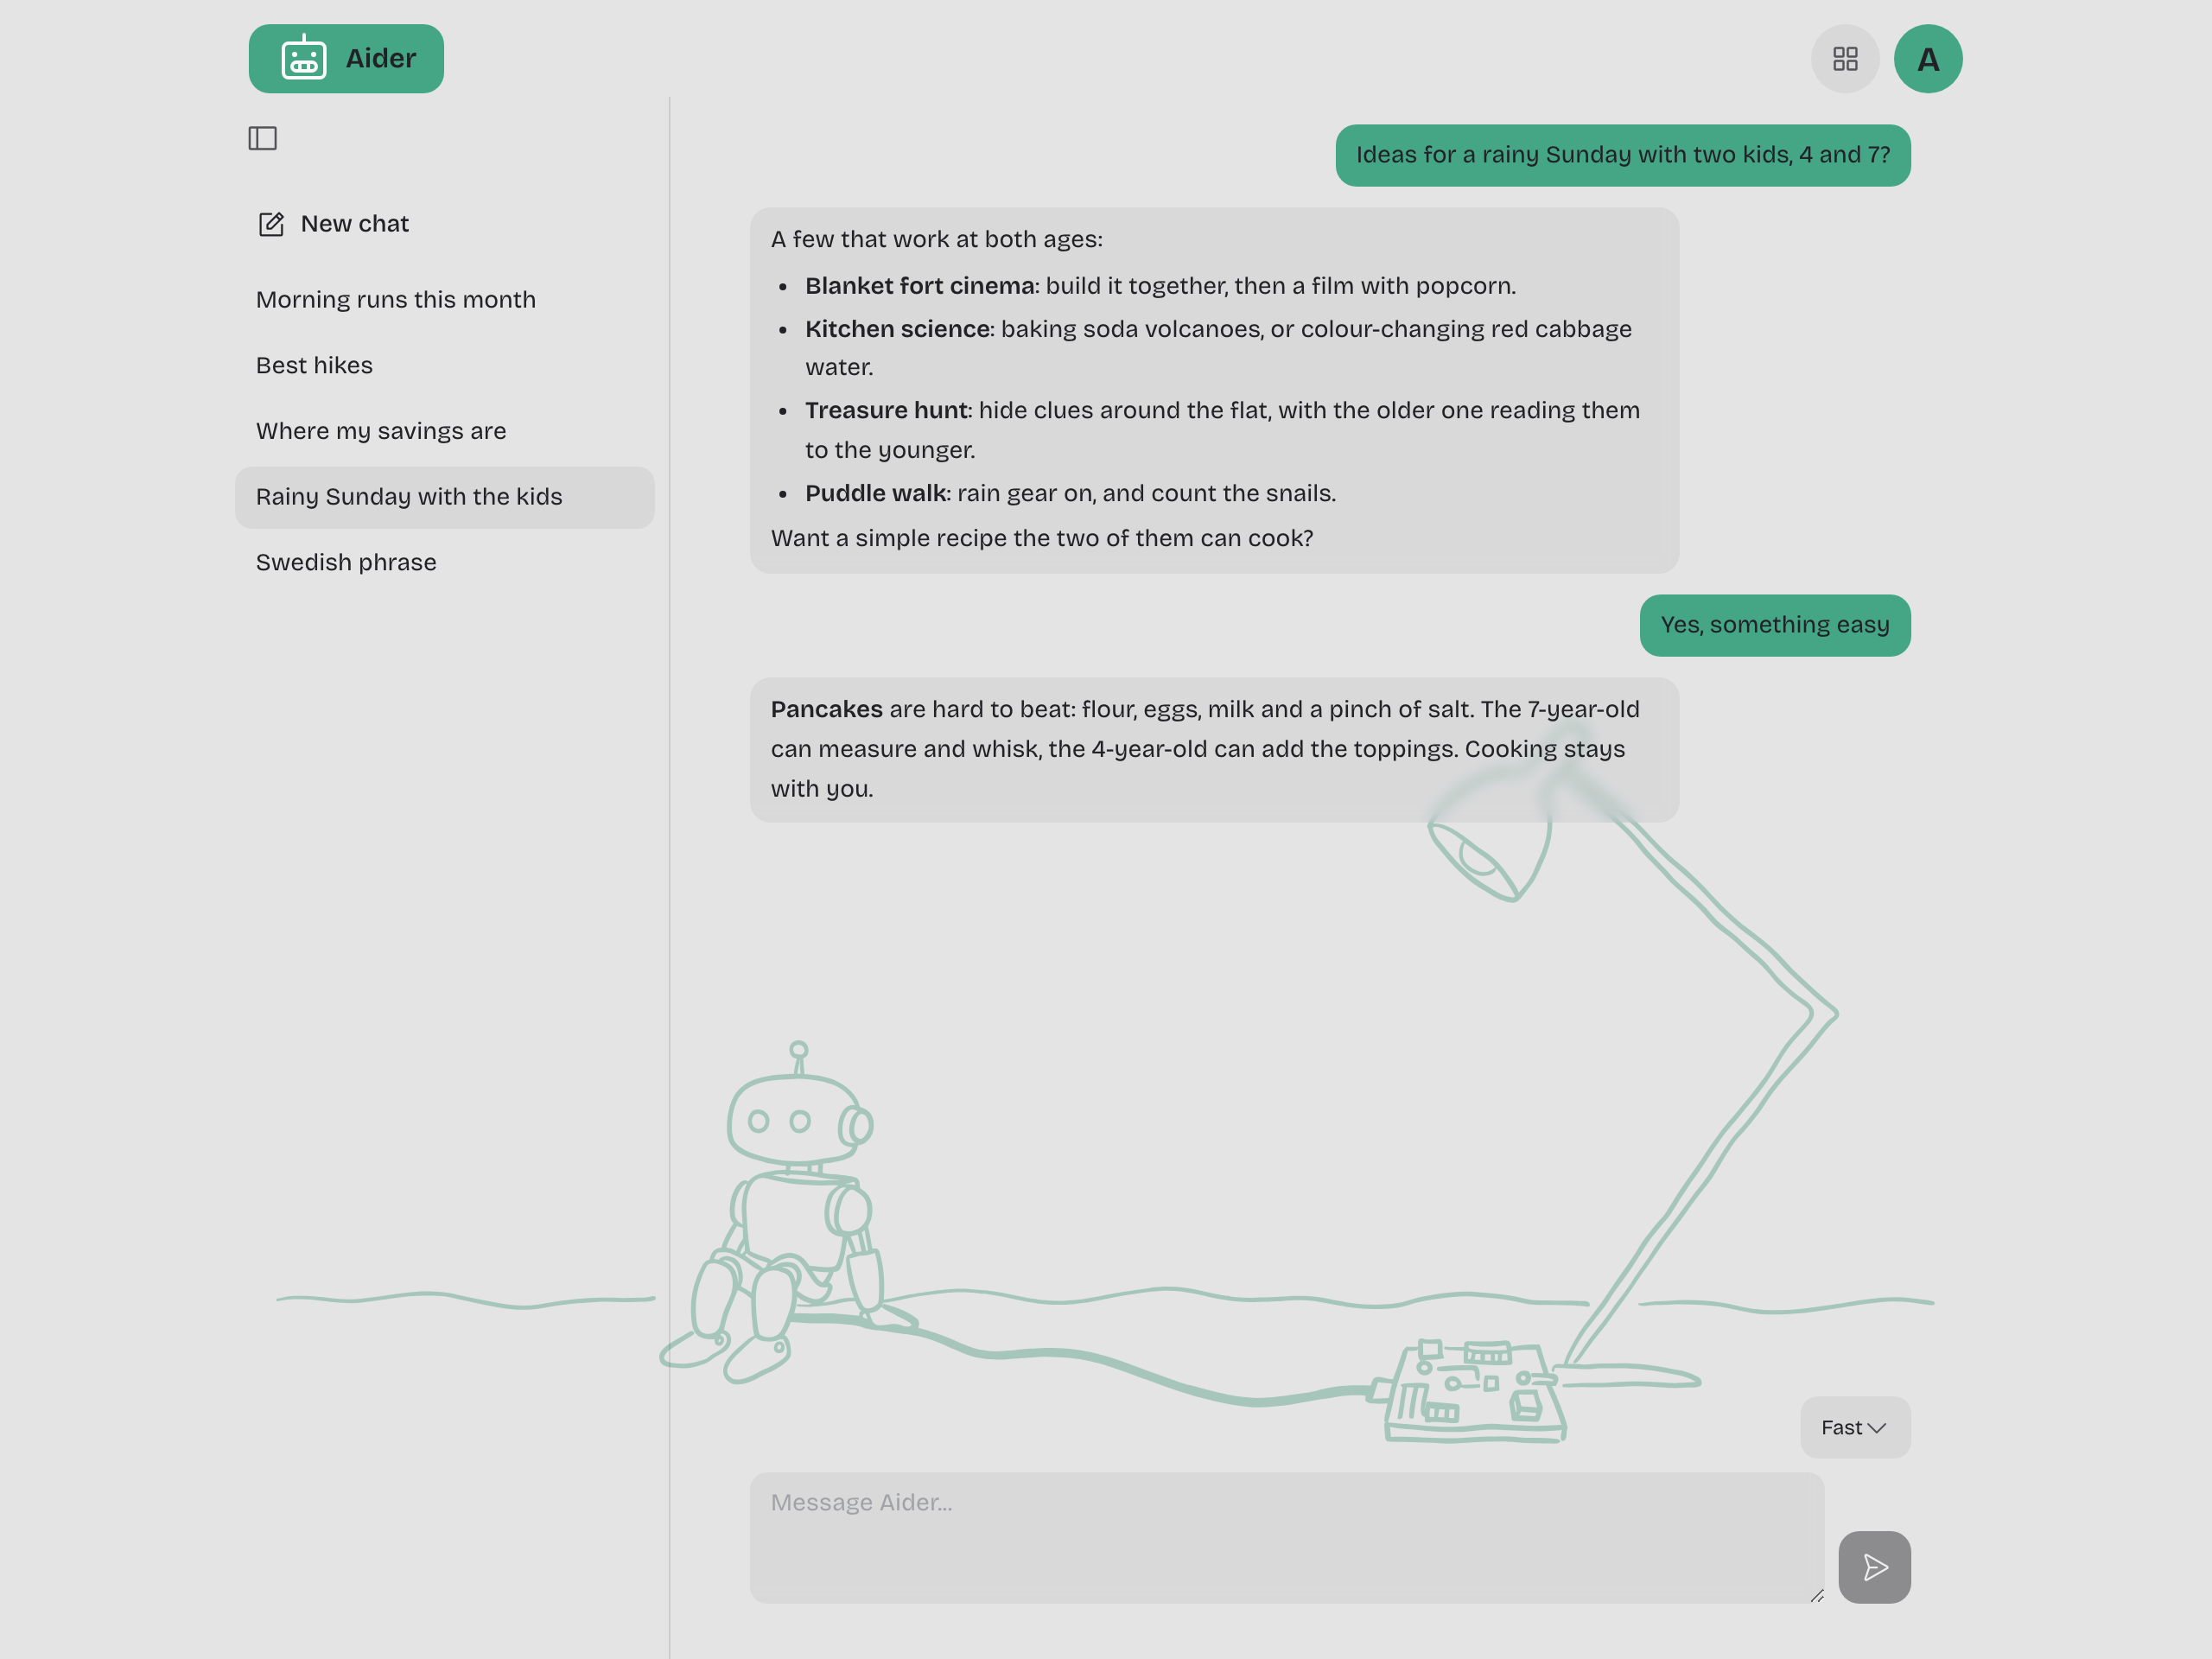 Aider
A
New chat
Morning runs this month
Best hikes
Where my savings are
Rainy Sunday with the kids
Swedish phrase
Ideas for a rainy Sunday with two kids, 4 and 7?
A few that work at both ages:
• Blanket fort cinema: build it together, then a film with popcorn.
• Kitchen science: baking soda volcanoes, or colour-changing red cabbage
water.
• Treasure hunt: hide clues around the flat, with the older one reading them
to the younger.
• Puddle walk: rain gear on, and count the snails.
Want a simple recipe the two of them can cook?
Yes, something easy
Pancakes are hard to beat: flour, eggs, milk and a pinch of salt. The 7-year-old
can measure and whisk, the 4-year-old can add the toppings. Cooking stays
with you.
Fast
Message Aider...